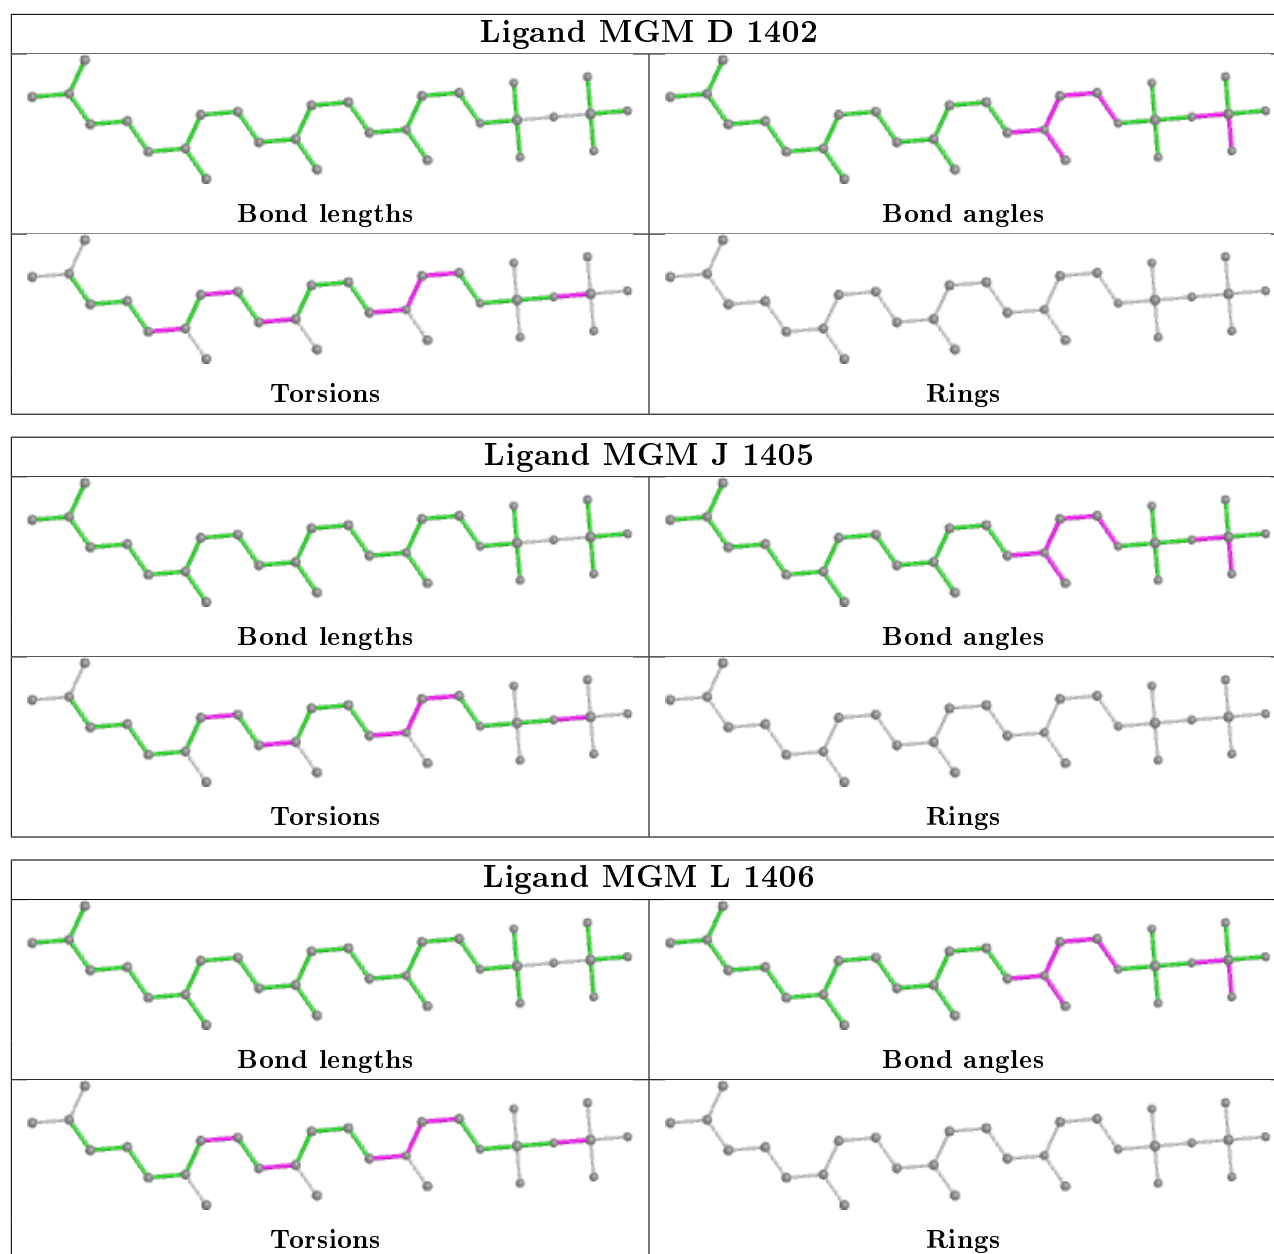 Ligand MGM D 1402
Bond lengths
Bond angles
Torsions
Rings
Ligand MGM J 1405
Bond lengths
Bond angles
Torsions
Rings
Ligand MGM L 1406
Bond lengths
Bond angles
Torsions
Rings